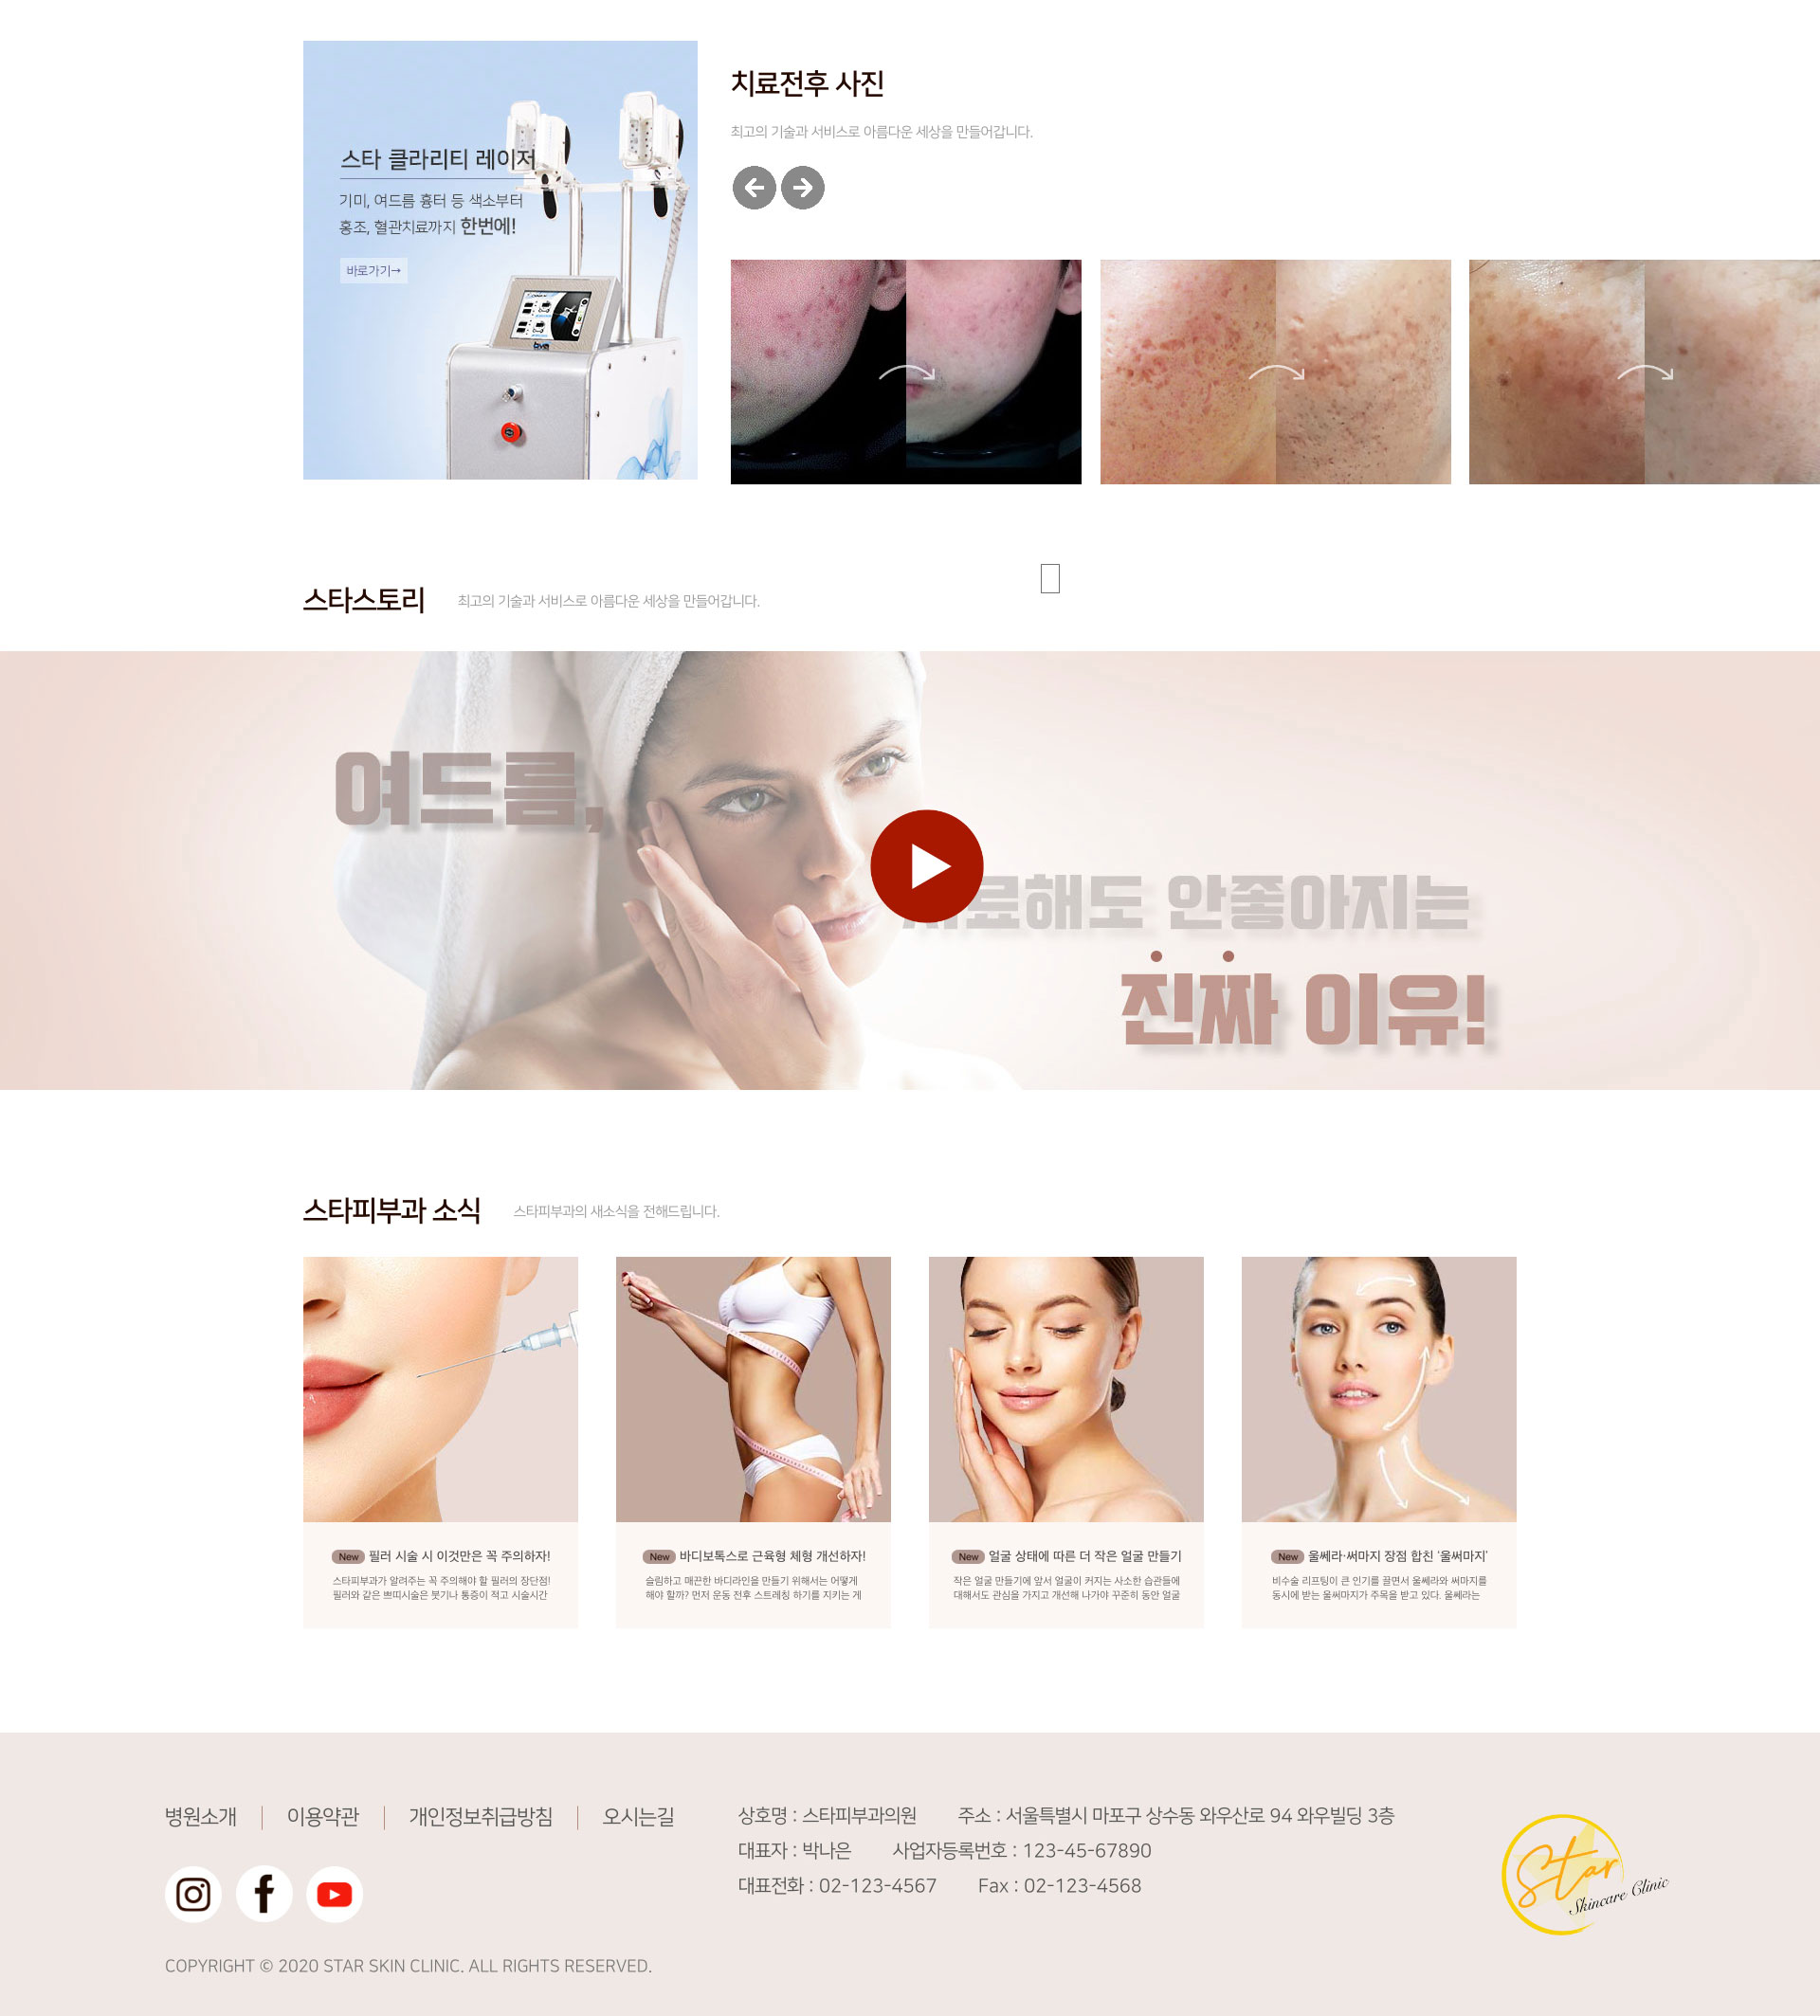 스타 클라리티 레이저
기미, 여드름 흉터 등 색소부터
홍조, 혈관치료까지 한번에!
바로가기→
치료전후 사진
최고의 기술과 서비스로 아름다운 세상을 만들어갑니다.
스타스토리
최고의 기술과 서비스로 아름다운 세상을 만들어갑니다.
여드름,
료해도 안좋아지는
진짜 이유!
스타피부과 소식
스타피부과의 새소식을 전해드립니다.
New 필러 시술 시 이것만은 꼭 주의하자!
스타피부과가 알려주는 꼭 주의해야 할 필러의 장단점!
필러와 같은 쁘띠시술은 붓기나 통증이 적고 시술시간
New 바디보톡스로 근육형 체형 개선하자!
슬림하고 매끈한 바디라인을 만들기 위해서는 어떻게
해야 할까? 먼저 운동 전후 스트레칭 하기를 지키는 게
New 얼굴 상태에 따른 더 작은 얼굴 만들기
작은 얼굴 만들기에 앞서 얼굴이 커지는 사소한 습관들에
대해서도 관심을 가지고 개선해 나가야 꾸준히 동안 얼굴
New 울쎄라·써마지 장점 합친 '울써마지'
비수술 리프팅이 큰 인기를 끌면서 울쎄라와 써마지를
동시에 받는 울써마지가 주목을 받고 있다. 울쎄라는
병원소개
이용약관
개인정보취급방침
오시는길
상호명 : 스타피부과의원 주소 : 서울특별시 마포구 상수동 와우산로 94 와우빌딩 3층
대표자 : 박나은 사업자등록번호 : 123-45-67890
대표전화 : 02-123-4567 Fax : 02-123-4568
Star
Skincare Clinic
COPYRIGHT © 2020 STAR SKIN CLINIC. ALL RIGHTS RESERVED.